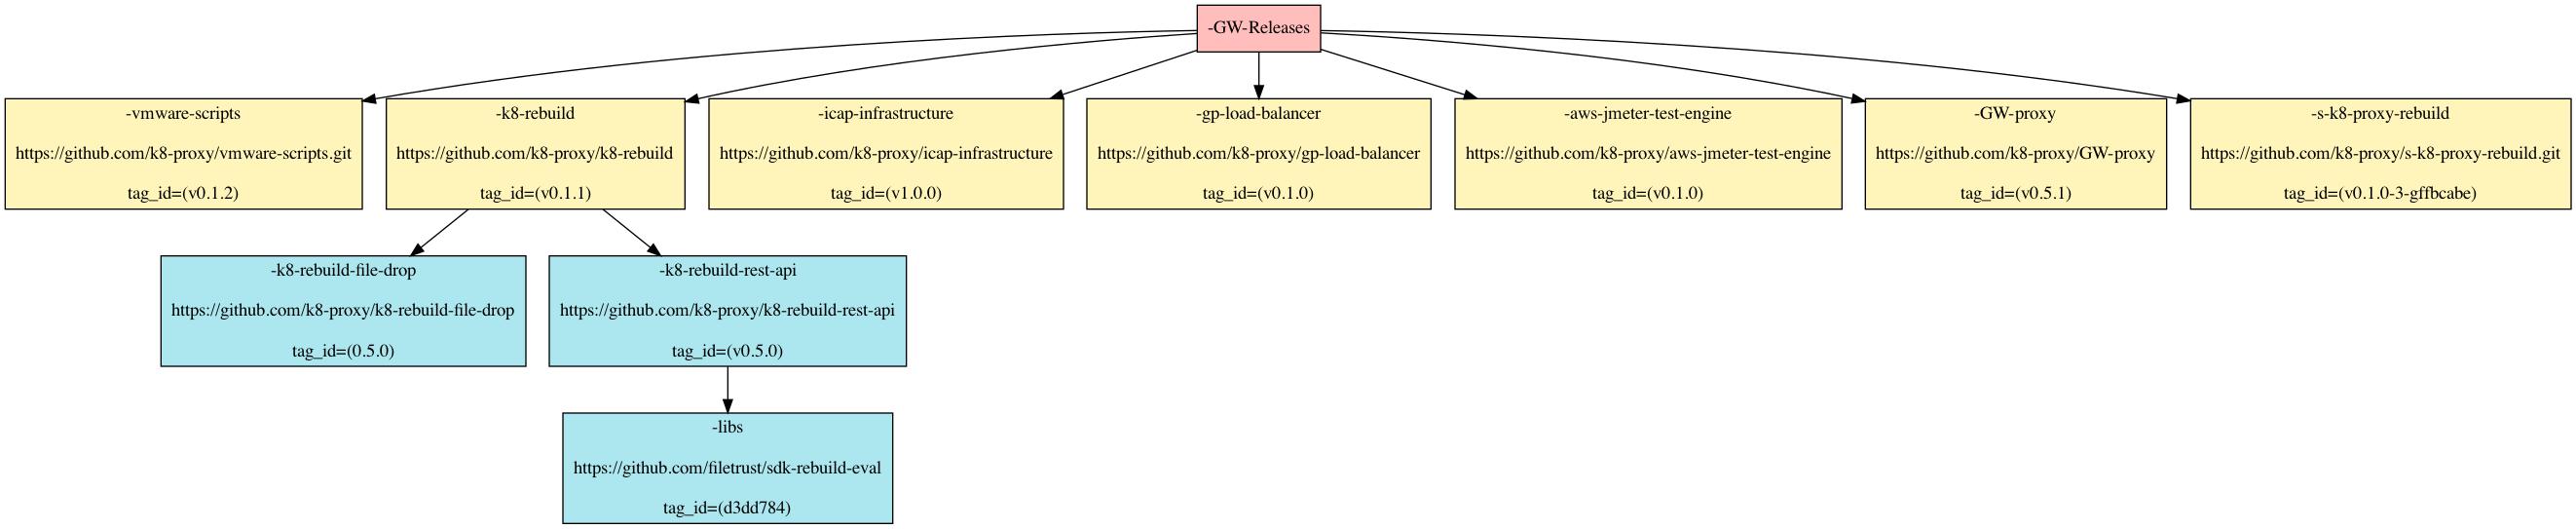 -GW-Releases
-vmware-scripts
https://github.com/k8-proxy/vmware-scripts.git
tag_id=(v0.1.2)
-k8-rebuild
https://github.com/k8-proxy/k8-rebuild
tag_id=(v0.1.1)
-icap-infrastructure
https://github.com/k8-proxy/icap-infrastructure
tag_id=(v1.0.0)
-gp-load-balancer
https://github.com/k8-proxy/gp-load-balancer
tag_id=(v0.1.0)
-aws-jmeter-test-engine
https://github.com/k8-proxy/aws-jmeter-test-engine
tag_id=(v0.1.0)
-GW-proxy
https://github.com/k8-proxy/GW-proxy
tag_id=(v0.5.1)
-s-k8-proxy-rebuild
https://github.com/k8-proxy/s-k8-proxy-rebuild.git
tag_id=(v0.1.0-3-gffbcabe)
-k8-rebuild-file-drop
https://github.com/k8-proxy/k8-rebuild-file-drop
tag_id=(0.5.0)
-k8-rebuild-rest-api
https://github.com/k8-proxy/k8-rebuild-rest-api
tag_id=(v0.5.0)
-libs
https://github.com/filetrust/sdk-rebuild-eval
tag_id=(d3dd784)